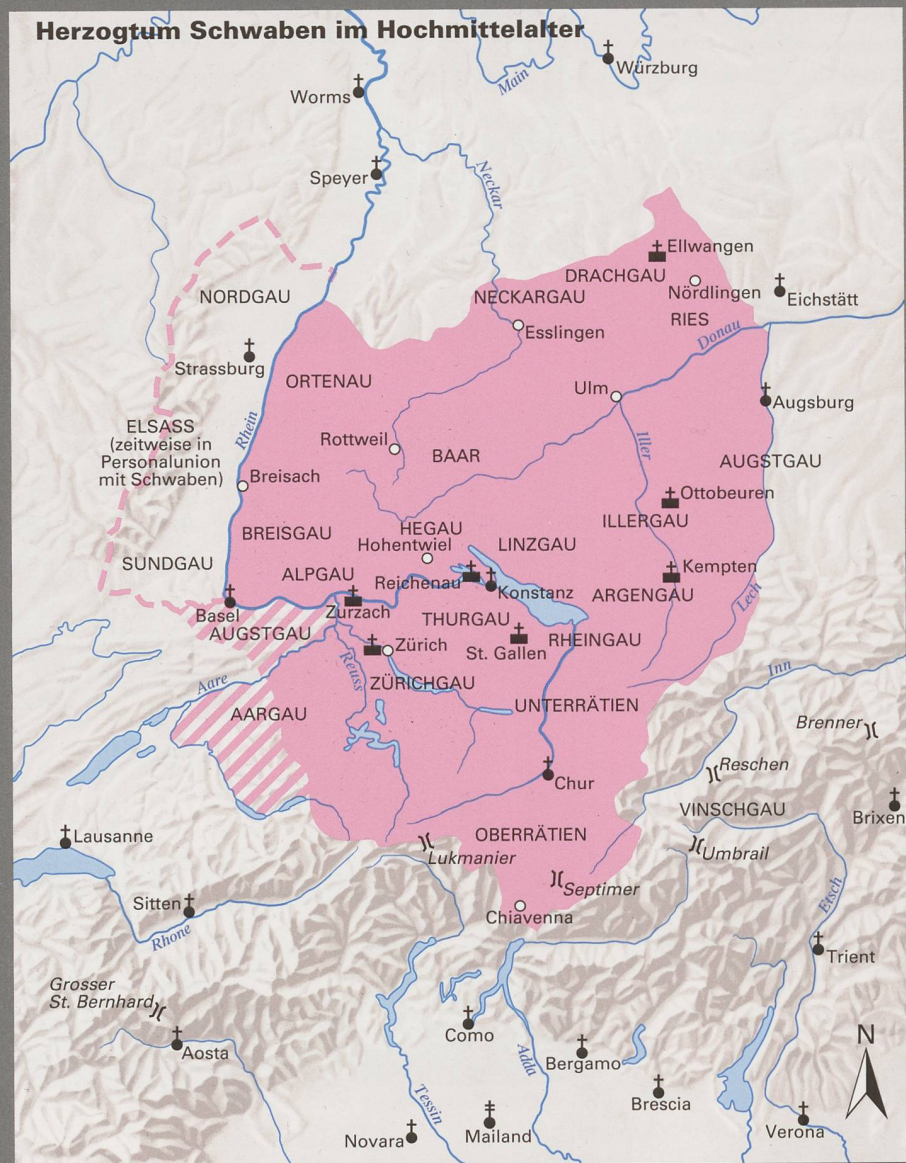 Herzogtum Schwaben im Hochmittelalter
Main
Würzburg
Worms
Speyer
Neckar
Ellwangen
DRACHGAU
NORDGAU
NECKARGAU
Nördlingen
Eichstätt
RIES
Esslingen
Donau
Strassburg
ORTENAU
Ulm
Augsburg
ELSASS
(zeitweise in
Personalunion
mit Schwaben)
Rhein
Rottweil
BAAR
Iller
AUGSTGAU
Breisach
Ottobeuren
ILLERGAU
BREISGAU
HEGAU
Hohentwiel
LINZGAU
SUNDGAU
ALPGAU
Reichenau
Konstanz
Kempten
ARGENGAU
Lech
Basel
Zurzach
THURGAU
AUGSTGAU
Zürich
St. Gallen
RHEINGAU
Reuss
ZÜRICHGAU
Aare
Inn
AARGAU
UNTERRÄTIEN
Brenner
Reschen
Chur
VINSCHGAU
Brixen
Lausanne
OBERRÄTIEN
Lukmanier
Umbrail
Septimer
Sitten
Chiavenna
Etsch
Rhone
Trient
Grosser
St. Bernhard
Como
Aosta
Adda
Bergamo
N
Tessin
Brescia
Novara
Mailand
Verona